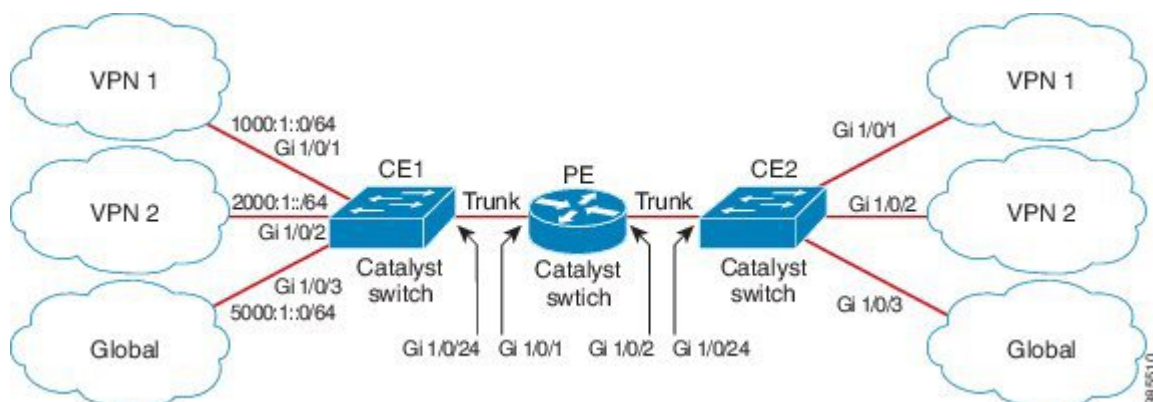 VPN 1
1000:1::0/64
Gi 1/0/1
VPN 2
2000:1::/64
Gi 1/0/2
Gi 1/0/3
5000:1::0/64
Global
CE1
Trunk
Catalyst
switch
PE
Trunk
Catalyst
swtich
CE2
Catalyst
switch
Gi 1/0/24
Gi 1/0/1
Gi 1/0/2
Gi 1/0/24
Gi 1/0/1
VPN 1
Gi 1/0/2
VPN 2
Gi 1/0/3
Global